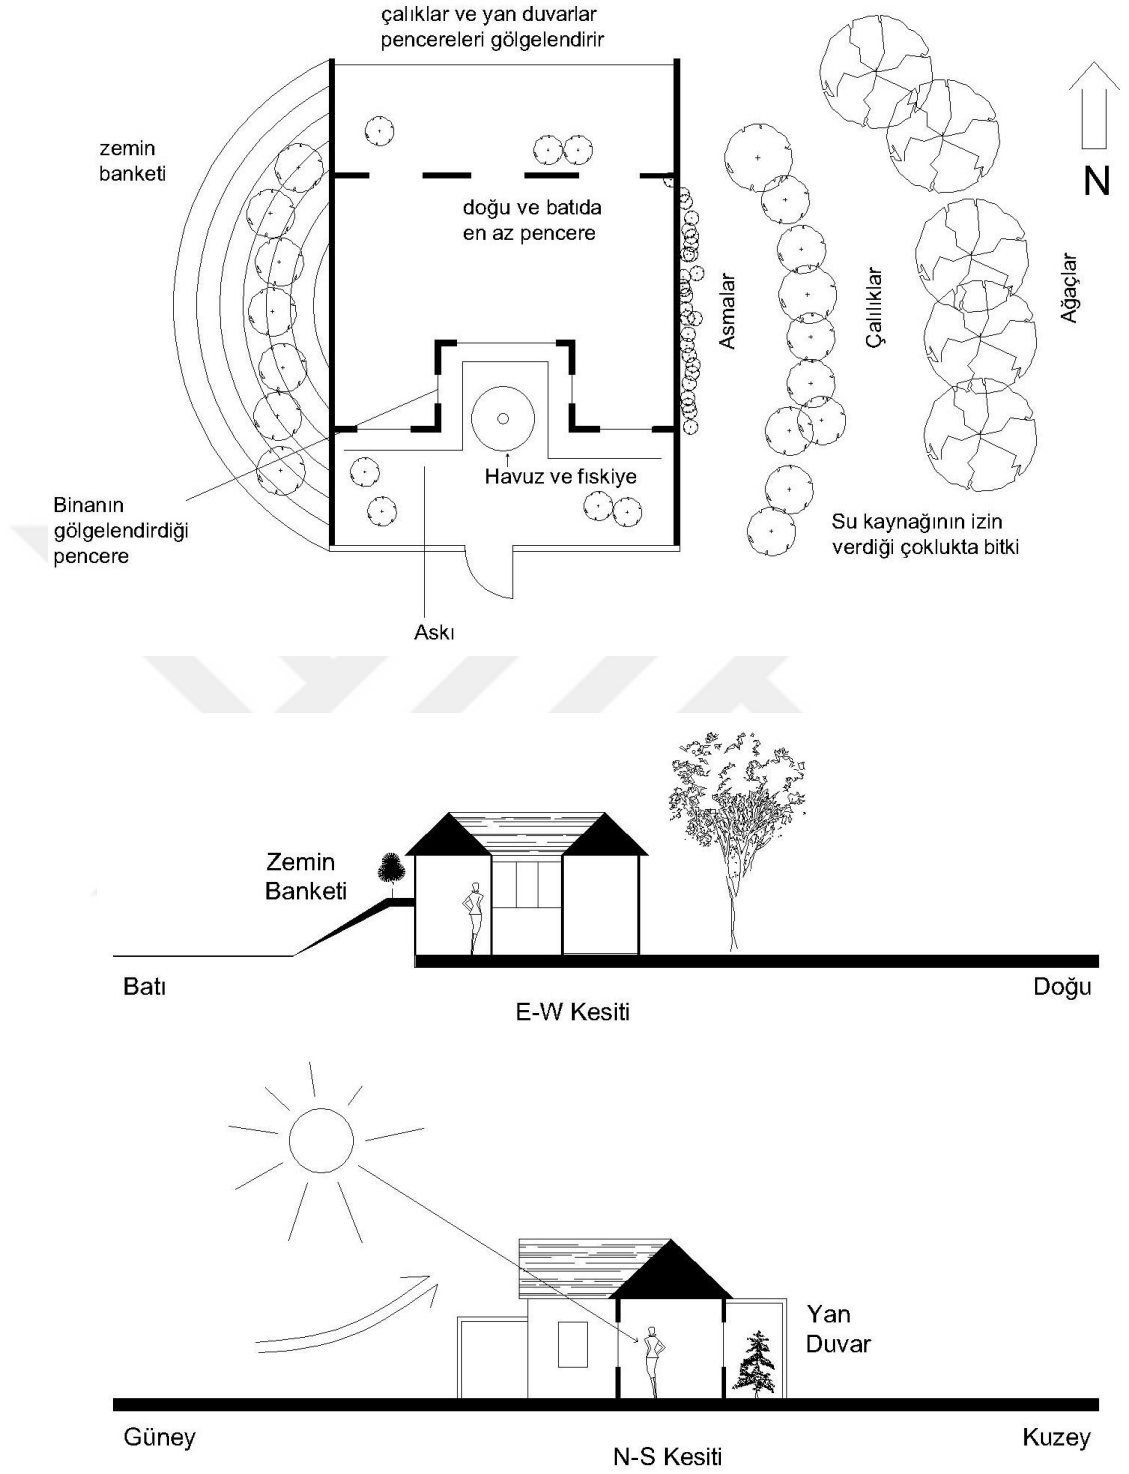 çalıklar ve yan duvarlar
pencereleri gölgelendirir
zemin
banketi
N
doğu ve batıda
en az pencere
Asmalar
Çalılıklar
Ağaçlar
Havuz ve fıskiye
Binanın
gölgelendirdiği
pencere
Su kaynağının izin
verdiği çoklukta bitki
Askı
Zemin
Banketi
Batı
Doğu
E-W Kesiti
Yan
Duvar
Güney
Kuzey
N-S Kesiti